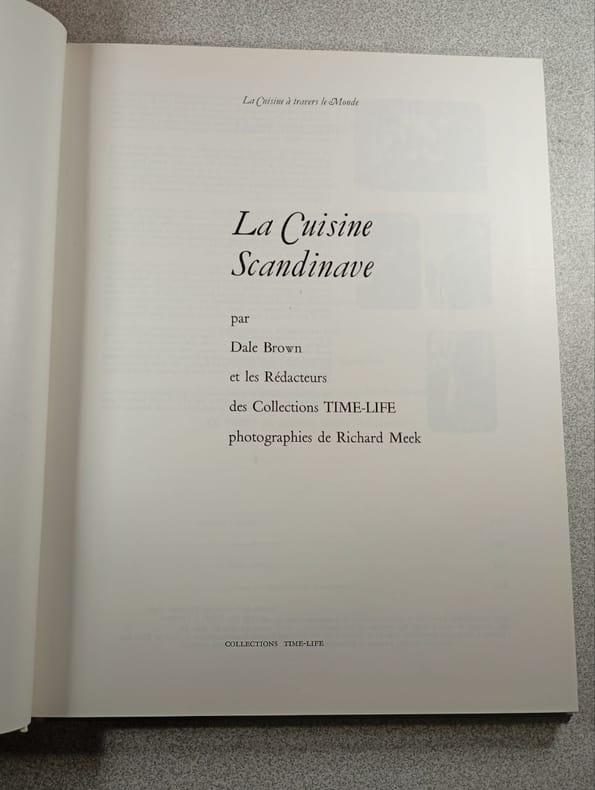 La Cuisine à travers le Monde
La Cuisine
Scandinave
par
Dale Brown
et les Rédacteurs
des Collections TIME-LIFE
photographies de Richard Meek
COLLECTIONS TIME-LIFE